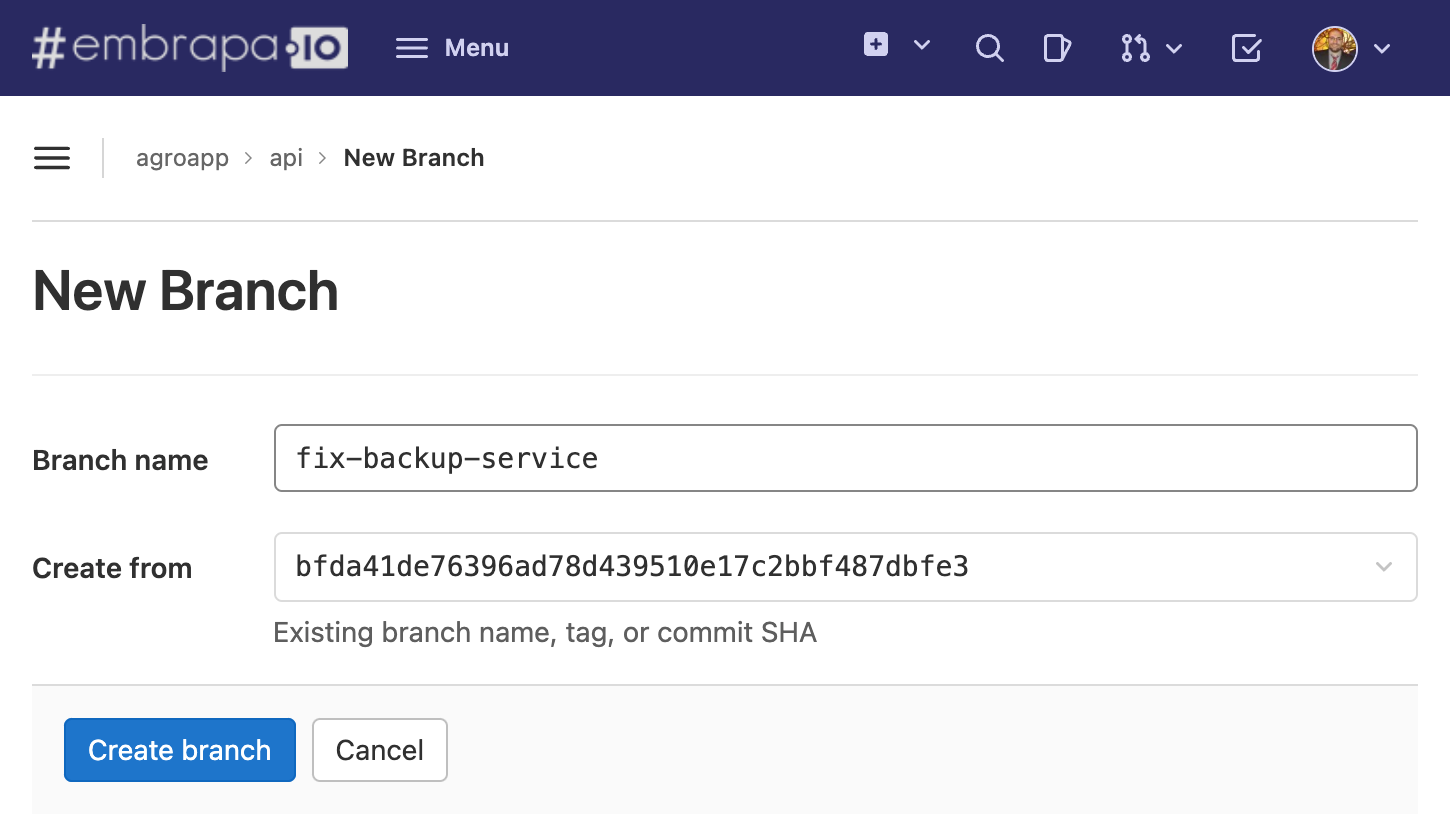 #embrapa.IO Menu
agroapp > api > New Branch
New Branch
Branch name fix-backup-service
Create from bfda41de76396ad78d439510e17c2bbf487dbfe3
Existing branch name, tag, or commit SHA
Create branch Cancel